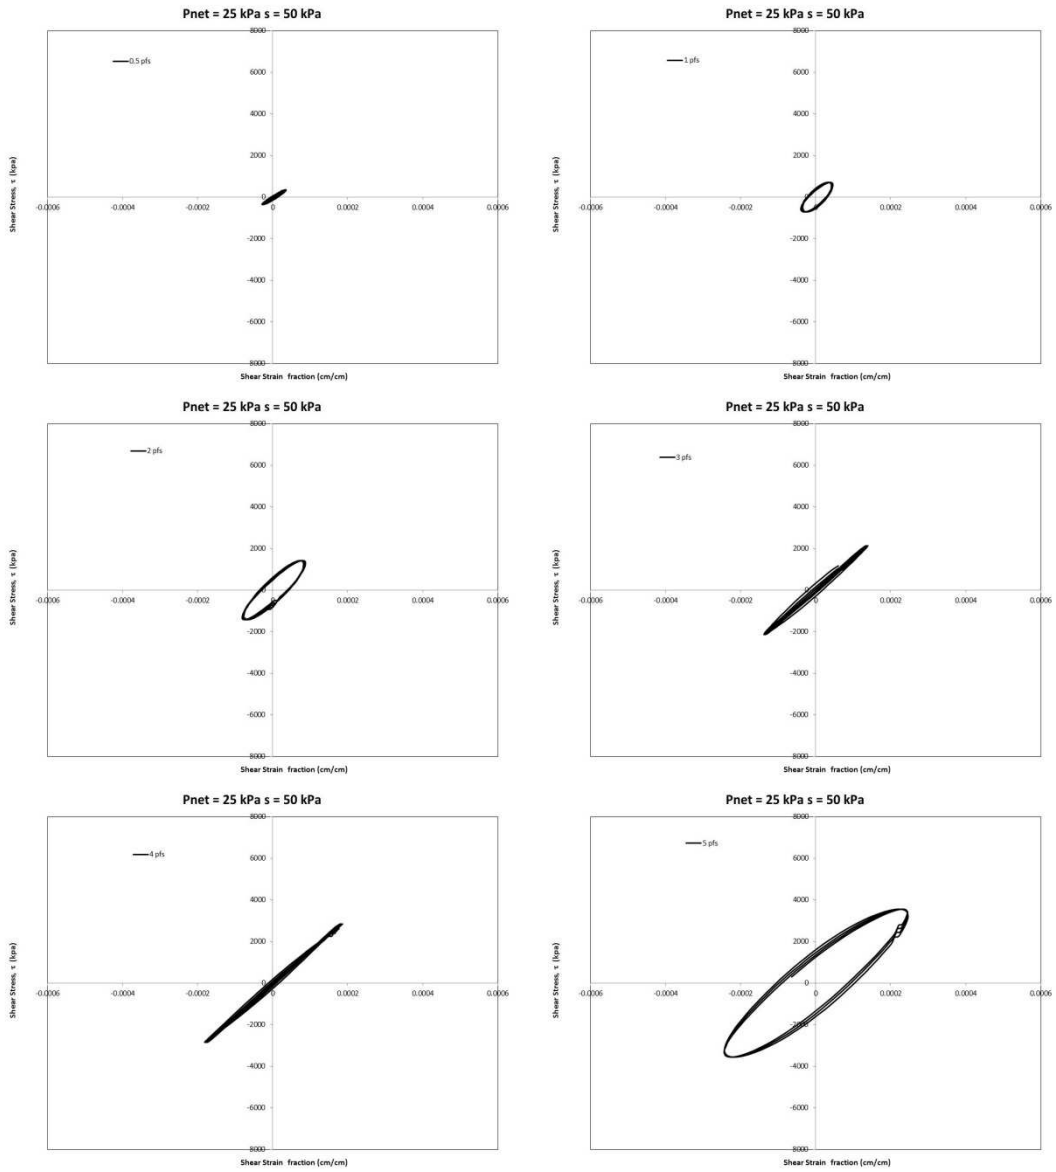 Pnet = 25 kPa s = 50 kPa
8000
0.5 pfs
6000
4000
2000
0
-0.0006 -0.0004 -0.0002 0 0.0002 0.0004 0.0006
-2000
-4000
-6000
-8000
Shear Stress, τ (kpa)
Shear Strain fraction (cm/cm)
Pnet = 25 kPa s = 50 kPa
8000
1 pfs
6000
4000
2000
0
-0.0006 -0.0004 -0.0002 0 0.0002 0.0004 0.0006
-2000
-4000
-6000
-8000
Shear Stress, τ (kpa)
Shear Strain fraction (cm/cm)
Pnet = 25 kPa s = 50 kPa
8000
2 pfs
6000
4000
2000
0
-0.0006 -0.0004 -0.0002 0 0.0002 0.0004 0.0006
-2000
-4000
-6000
-8000
Shear Stress, τ (kpa)
Shear Strain fraction (cm/cm)
Pnet = 25 kPa s = 50 kPa
8000
3 pfs
6000
4000
2000
0
-0.0006 -0.0004 -0.0002 0 0.0002 0.0004 0.0006
-2000
-4000
-6000
-8000
Shear Stress, τ (kpa)
Shear Strain fraction (cm/cm)
Pnet = 25 kPa s = 50 kPa
8000
4 pfs
6000
4000
2000
0
-0.0006 -0.0004 -0.0002 0 0.0002 0.0004 0.0006
-2000
-4000
-6000
-8000
Shear Stress, τ (kpa)
Shear Strain fraction (cm/cm)
Pnet = 25 kPa s = 50 kPa
8000
5 pfs
6000
4000
2000
0
-0.0006 -0.0004 -0.0002 0 0.0002 0.0004 0.0006
-2000
-4000
-6000
-8000
Shear Stress, τ (kpa)
Shear Strain fraction (cm/cm)